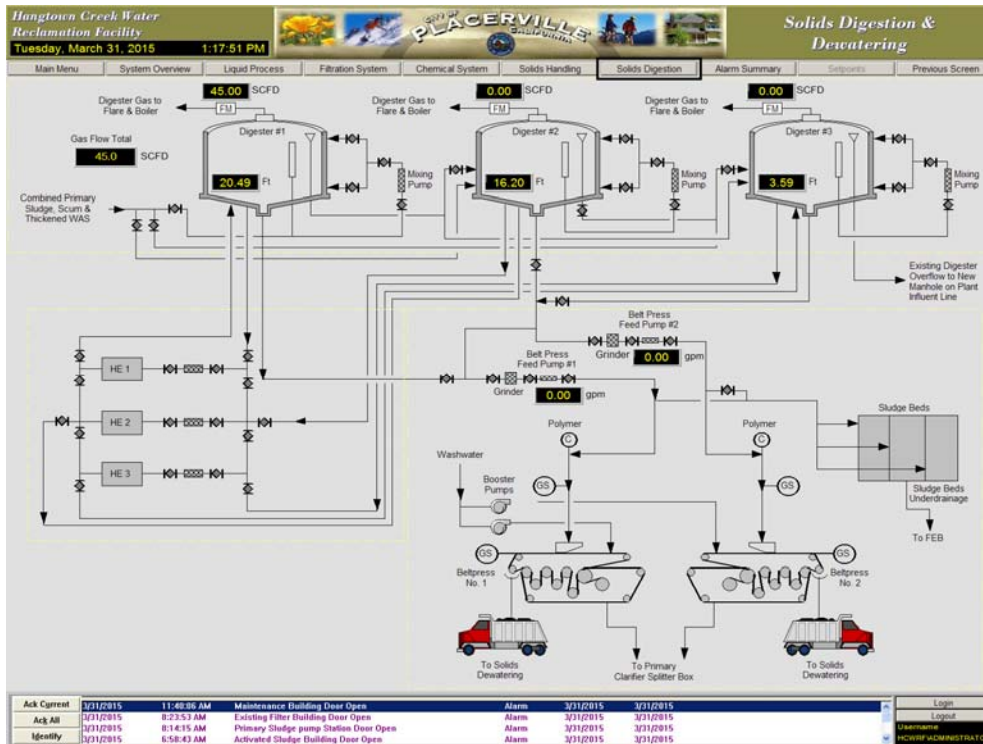 Hangtown Creek Water
Reclamation Facility
Tuesday, March 31, 2015 1:17:51 PM
CITY OF
PLACERVILLE
CALIFORNIA
Solids Digestion &
Dewatering
Main Menu
System Overview
Liquid Process
Filtration System
Chemical System
Solids Handling
Solids Digestion
Alarm Summary
Setpoints
Previous Screen
Digester Gas to
Flare & Boiler
45.00 SCFD
FM
Digester #1
20.49 Ft
Mixing
Pump
Gas Flow Total
45.0 SCFD
Combined Primary
Sludge, Scum &
Thickened WAS
Digester Gas to
Flare & Boiler
0.00 SCFD
FM
Digester #2
16.20 Ft
Mixing
Pump
Digester Gas to
Flare & Boiler
0.00 SCFD
FM
Digester #3
3.59 Ft
Mixing
Pump
Existing Digester
Overflow to New
Manhole on Plant
Influent Line
HE 1
HE 2
HE 3
Belt Press
Feed Pump #2
Grinder
0.00 gpm
Belt Press
Feed Pump #1
Grinder
0.00 gpm
Polymer
C
GS
Polymer
C
GS
Washwater
Booster
Pumps
Sludge Beds
Sludge Beds
Underdrainage
To FEB
GS
Beltpress
No. 1
GS
Beltpress
No. 2
To Solids
Dewatering
To Primary
Clarifier Splitter Box
To Solids
Dewatering
Ack Current
Ack All
Identify
3/31/2015 11:48:06 AM Maintenance Building Door Open Alarm 3/31/2015 3/31/2015
3/31/2015 8:23:53 AM Existing Filter Building Door Open Alarm 3/31/2015 3/31/2015
3/31/2015 8:14:15 AM Primary Sludge pump Station Door Open Alarm 3/31/2015 3/31/2015
3/31/2015 6:58:43 AM Activated Sludge Building Door Open Alarm 3/31/2015 3/31/2015
Login
Logout
Username
HCWRF\ADMINISTRATO